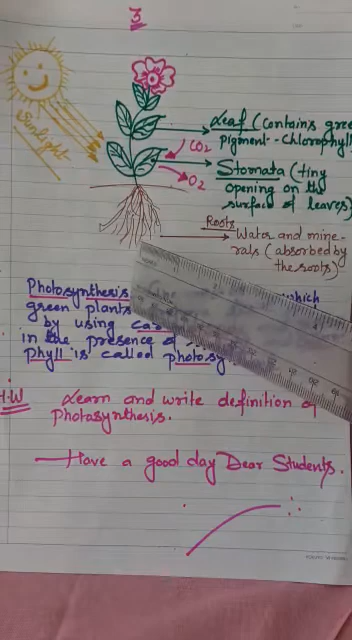 3
Sunlight
Leaf (Contains gree
Pigment - Chlorophyll
CO2
Stomata (tiny
opening on the
surface of leaves)
O2
Roots
Water and mine-
rals (absorbed by
the roots)
Photosynthesis which
green plants
by using
in the presence of
phyll is called photosy
H.W Learn and write definition of
photosynthesis.
Have a good day Dear Students.